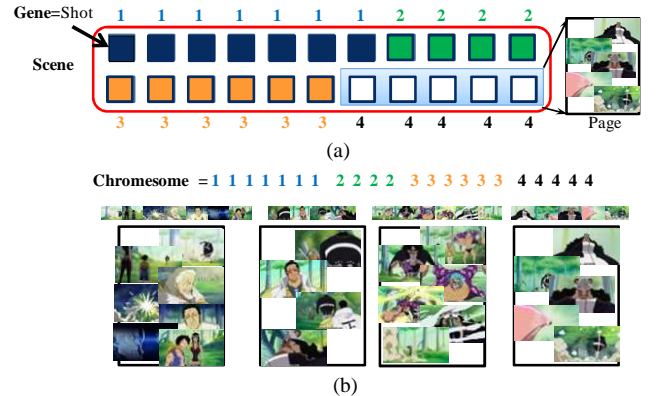 Gene=Shot
1 1 1 1 1 1 1 2 2 2 2
Scene
3 3 3 3 3 3 4 4 4 4 4
Page
(a)
Chromesome = 1 1 1 1 1 1 1 2 2 2 2 3 3 3 3 3 3 4 4 4 4 4
(b)